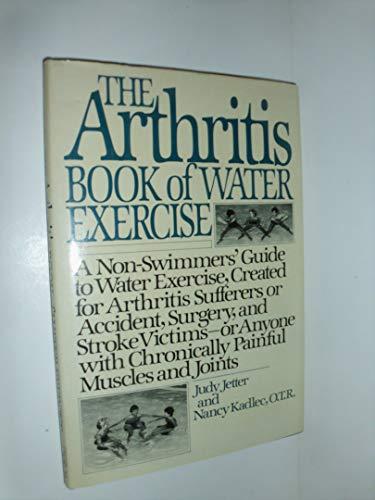 THE
Arthritis
BOOK of WATER
EXERCISE
A Non-Swimmers' Guide
to Water Exercise, Created
for Arthritis Sufferers or
Accident, Surgery, and
Stroke Victims—or Anyone
with Chronically Painful
Muscles and Joints
Judy Jetter
and
Nancy Kadlec, O.T.R.